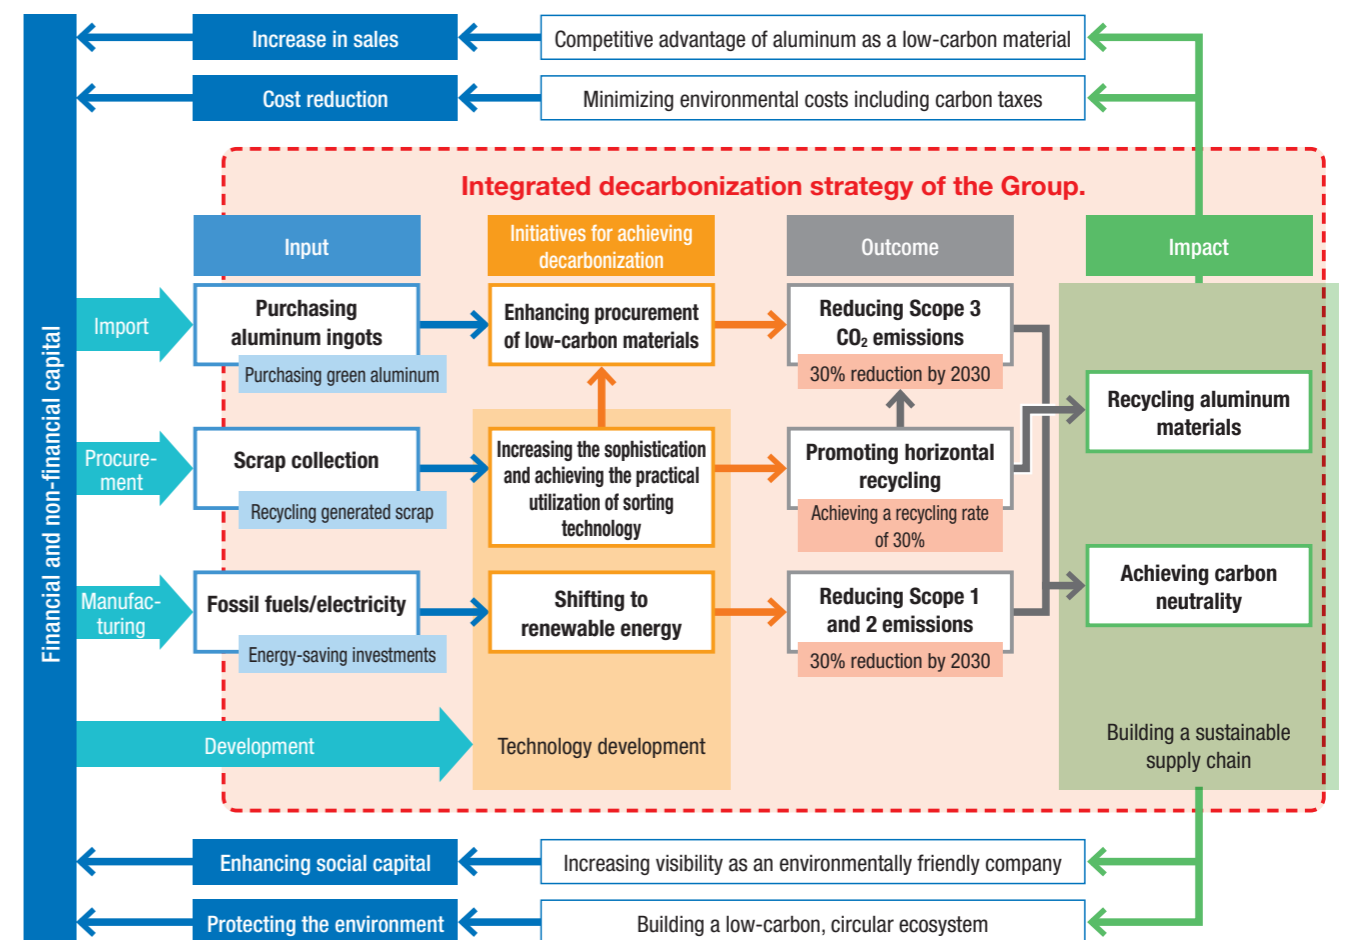 Increase in sales
Competitive advantage of aluminum as a low-carbon material
Cost reduction
Minimizing environmental costs including carbon taxes
Financial and non-financial capital
Integrated decarbonization strategy of the Group.
Input
Initiatives for achieving
decarbonization
Outcome
Impact
Import
Purchasing
aluminum ingots
Purchasing green aluminum
Enhancing procurement
of low-carbon materials
Reducing Scope 3
CO₂ emissions
30% reduction by 2030
Recycling aluminum
materials
Procure-
ment
Scrap collection
Recycling generated scrap
Increasing the sophistication
and achieving the practical
utilization of sorting
technology
Promoting horizontal
recycling
Achieving a recycling rate
of 30%
Achieving carbon
neutrality
Manufac-
turing
Fossil fuels/electricity
Energy-saving investments
Shifting to
renewable energy
Reducing Scope 1
and 2 emissions
30% reduction by 2030
Development
Technology development
Building a sustainable
supply chain
Enhancing social capital
Increasing visibility as an environmentally friendly company
Protecting the environment
Building a low-carbon, circular ecosystem